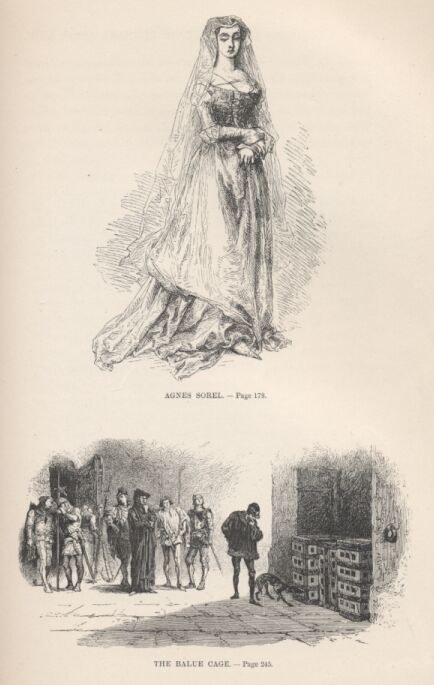 AGNES SOREL. — Page 178.
THE BALUE CAGE. — Page 245.